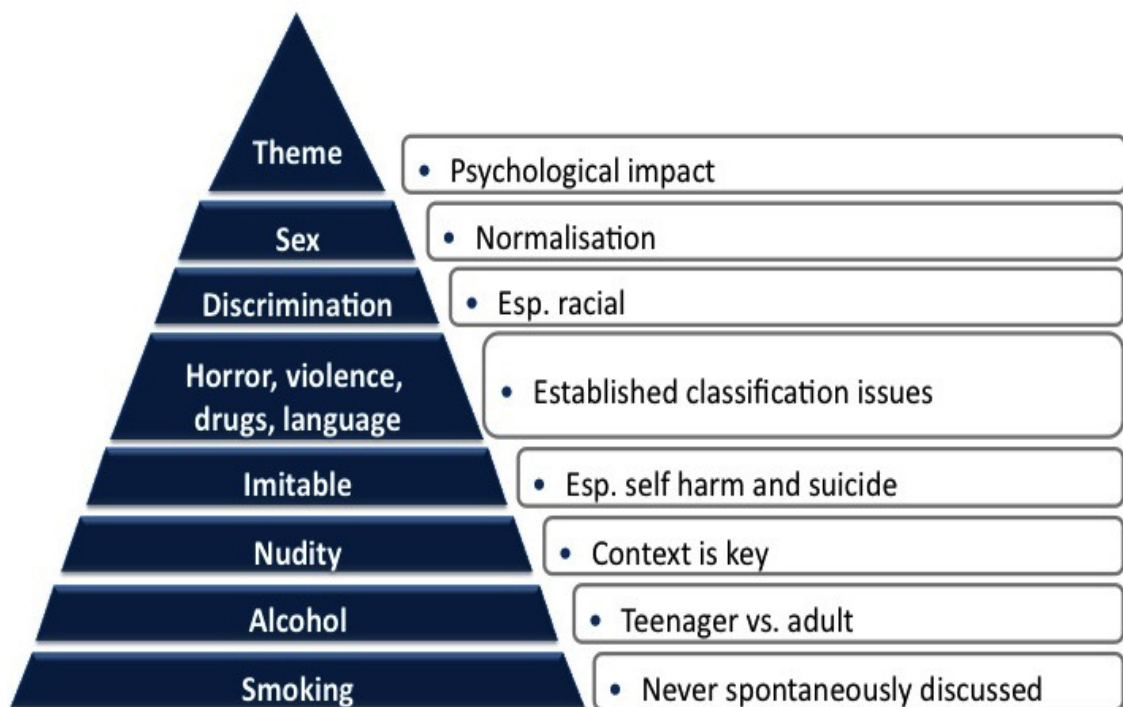 Theme
• Psychological impact
Sex
• Normalisation
Discrimination
• Esp. racial
Horror, violence,
drugs, language
• Established classification issues
Imitable
• Esp. self harm and suicide
Nudity
• Context is key
Alcohol
• Teenager vs. adult
Smoking
• Never spontaneously discussed